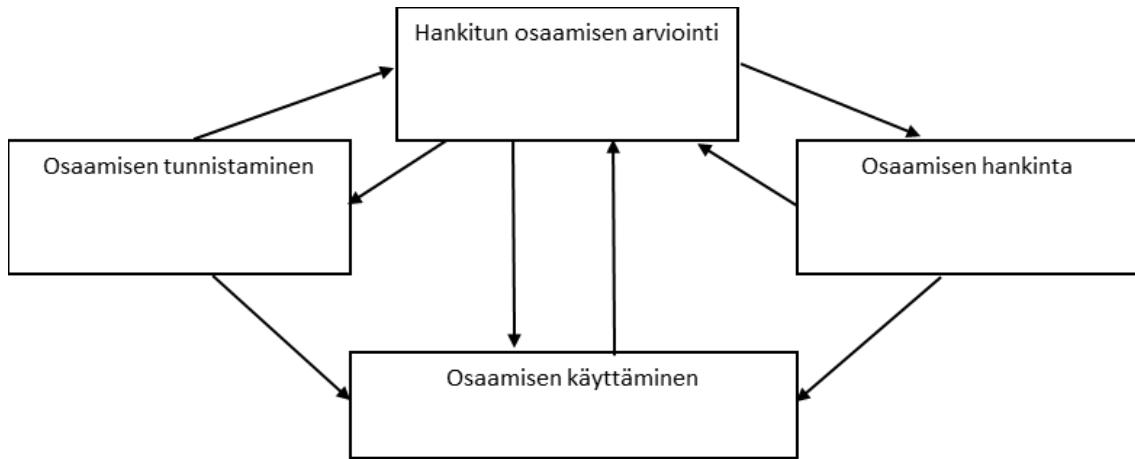 Hankitun osaamisen arviointi
Osaamisen tunnistaminen
Osaamisen hankinta
Osaamisen käyttäminen